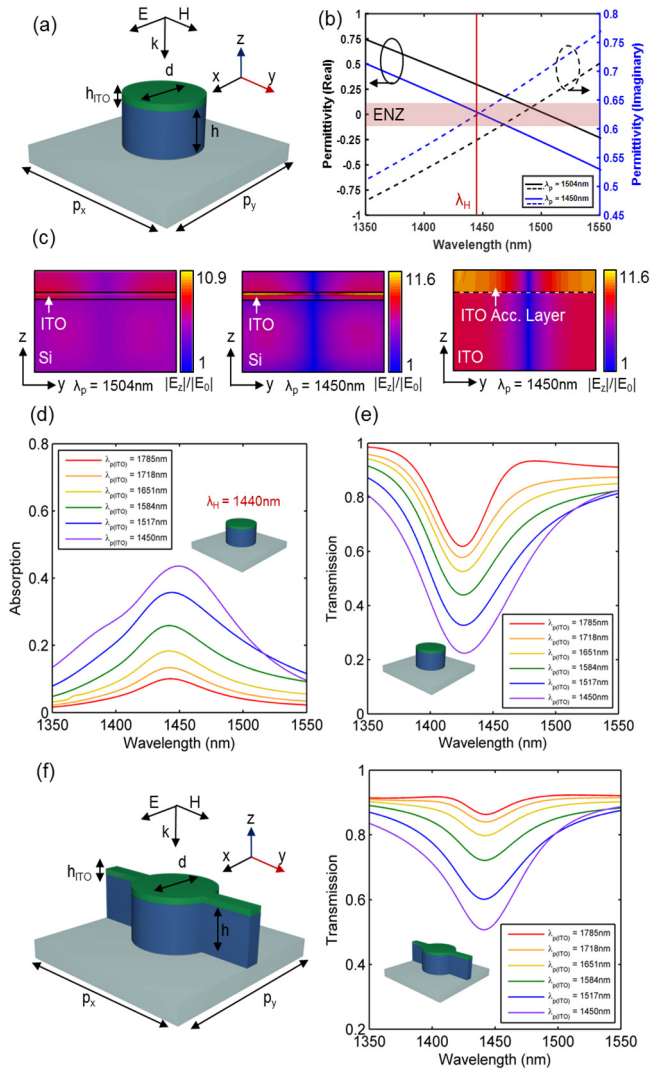 (a)
E
H
k
z
x
y
d
h_ITO
h
p_x
p_y
(b)
Permittivity (Real)
1
0.75
0.5
0.25
0
-0.25
-0.5
-0.75
-1
ENZ
λ_H
λ_p = 1504nm
λ_p = 1450nm
1350
1400
1450
1500
1550
Wavelength (nm)
0.8
0.75
0.7
0.65
0.6
0.55
0.5
0.45
Permittivity (Imaginary)
(c)
ITO
Si
10.9
1
z
y
λ_p = 1504nm
|E_z|/|E_0|
ITO
Si
11.6
1
z
y
λ_p = 1450nm
|E_z|/|E_0|
ITO Acc. Layer
ITO
11.6
1
z
y
λ_p = 1450nm
|E_z|/|E_0|
(d)
Absorption
0.8
0.6
0.4
0.2
0
λ_p(ITO) = 1785nm
λ_p(ITO) = 1718nm
λ_p(ITO) = 1651nm
λ_p(ITO) = 1584nm
λ_p(ITO) = 1517nm
λ_p(ITO) = 1450nm
λ_H = 1440nm
1350
1400
1450
1500
1550
Wavelength (nm)
(e)
Transmission
1
0.8
0.6
0.4
0.2
0
λ_p(ITO) = 1785nm
λ_p(ITO) = 1718nm
λ_p(ITO) = 1651nm
λ_p(ITO) = 1584nm
λ_p(ITO) = 1517nm
λ_p(ITO) = 1450nm
1350
1400
1450
1500
1550
Wavelength (nm)
(f)
E
H
k
z
x
y
d
h_ITO
h
p_x
p_y
Transmission
1
0.8
0.6
0.4
0.2
λ_p(ITO) = 1785nm
λ_p(ITO) = 1718nm
λ_p(ITO) = 1651nm
λ_p(ITO) = 1584nm
λ_p(ITO) = 1517nm
λ_p(ITO) = 1450nm
1350
1400
1450
1500
1550
Wavelength (nm)